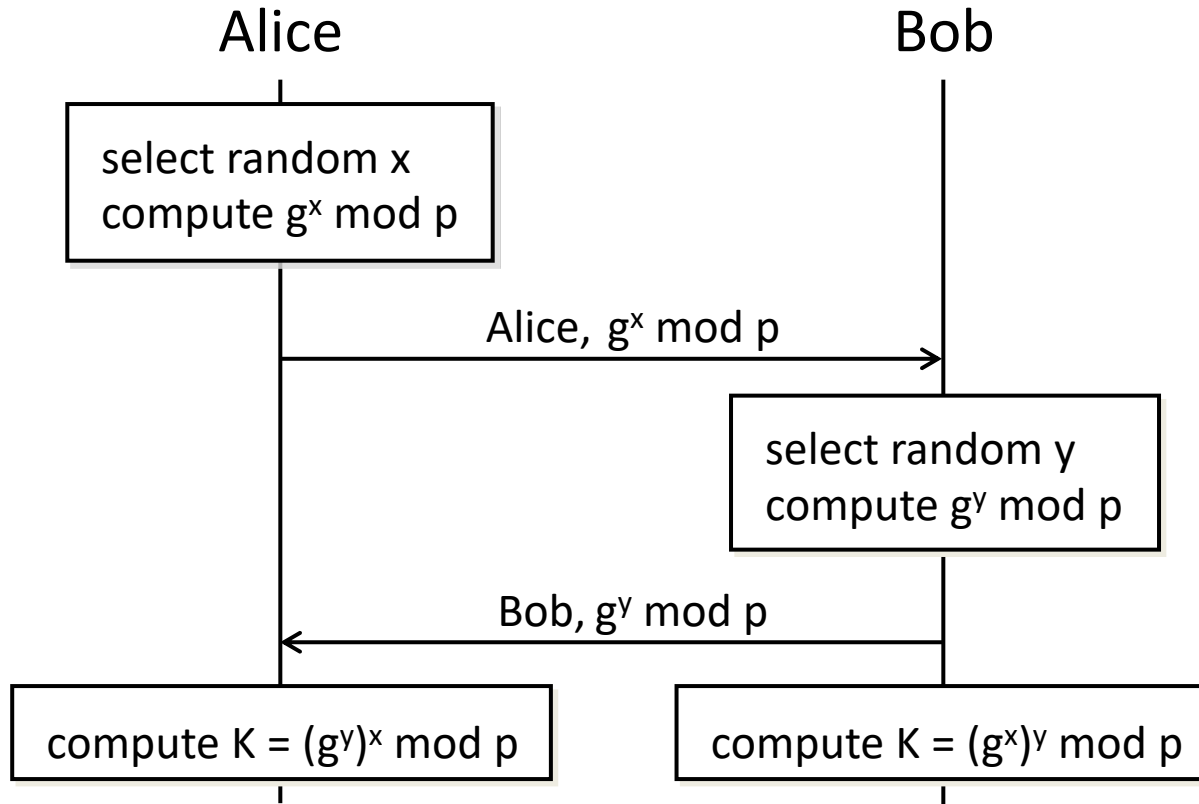 Alice
Bob
select random x
compute gˣ mod p
Alice, gˣ mod p
select random y
compute gʸ mod p
Bob, gʸ mod p
compute K = (gʸ)ˣ mod p
compute K = (gˣ)ʸ mod p